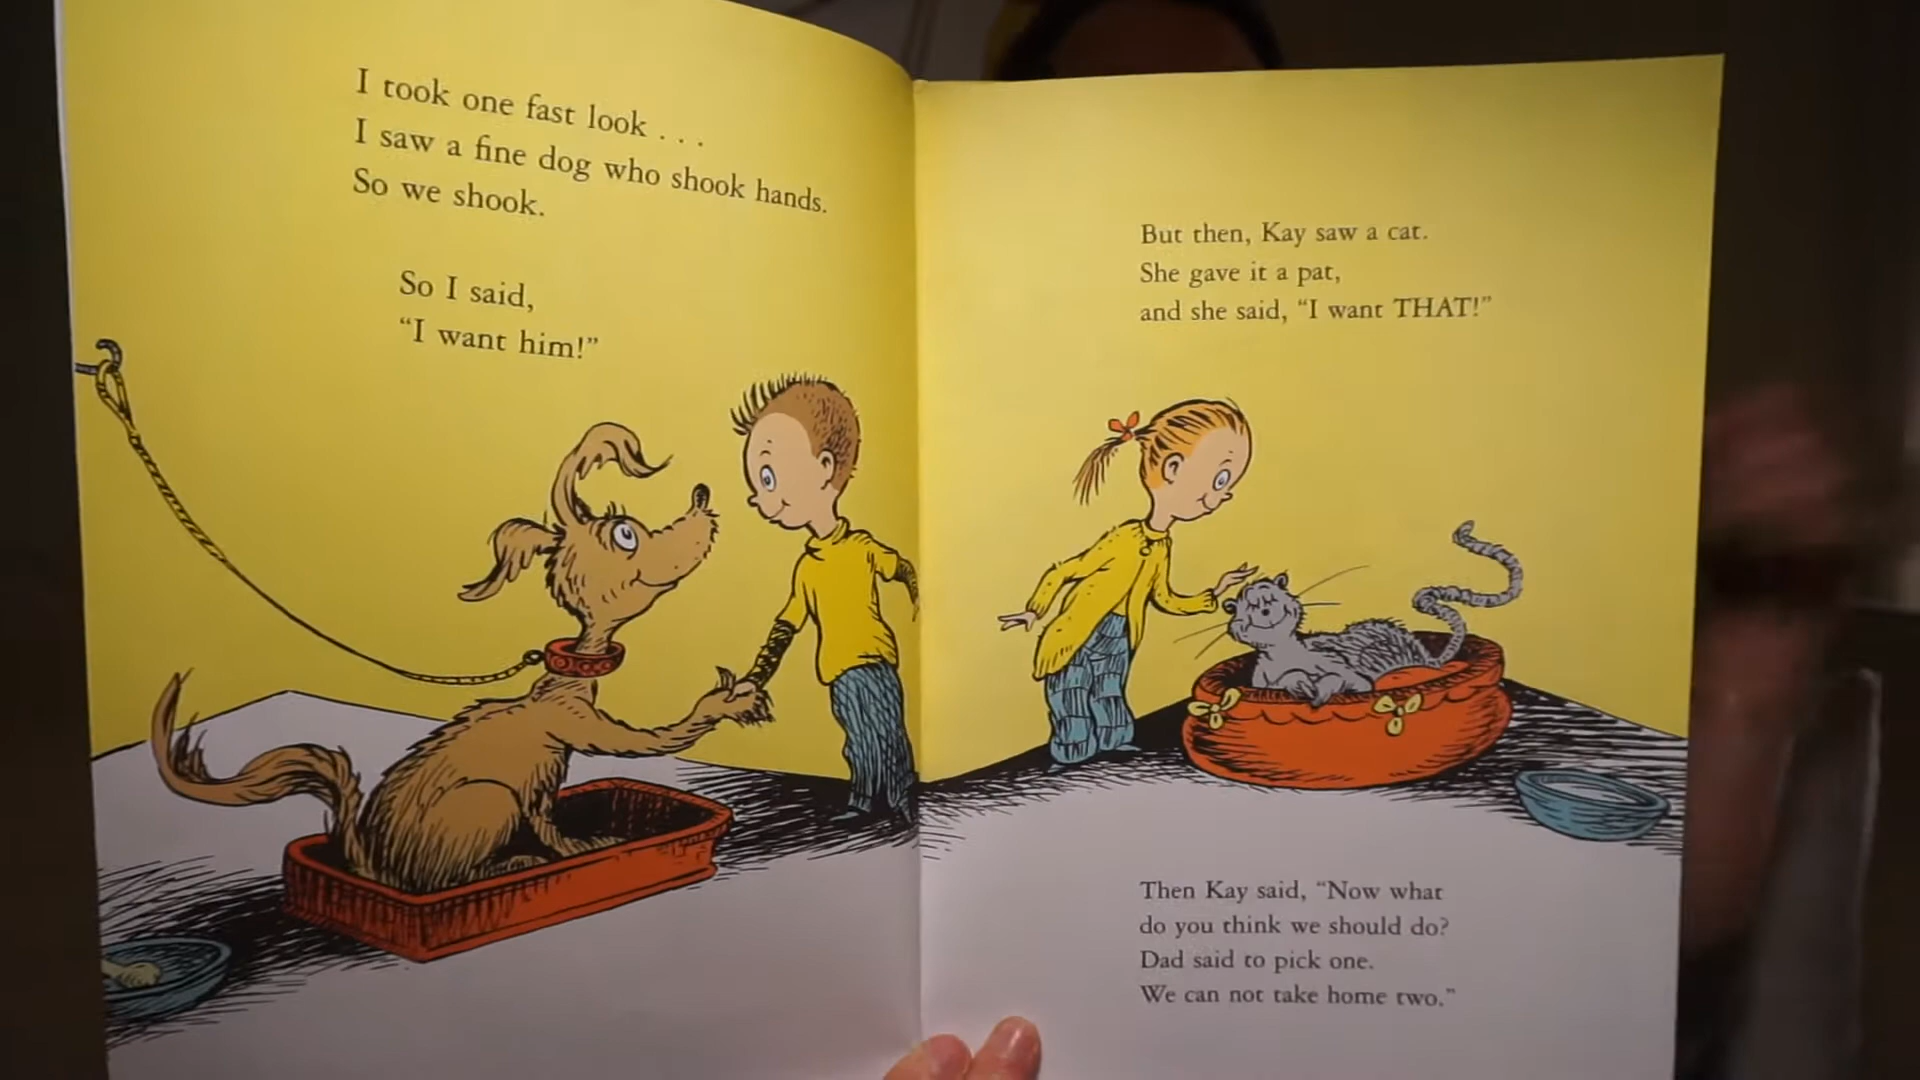 I took one fast look . . .
I saw a fine dog who shook hands.
So we shook.
So I said,
“I want him!”
But then, Kay saw a cat.
She gave it a pat,
and she said, “I want THAT!”
Then Kay said, “Now what
do you think we should do?
Dad said to pick one.
We can not take home two.”